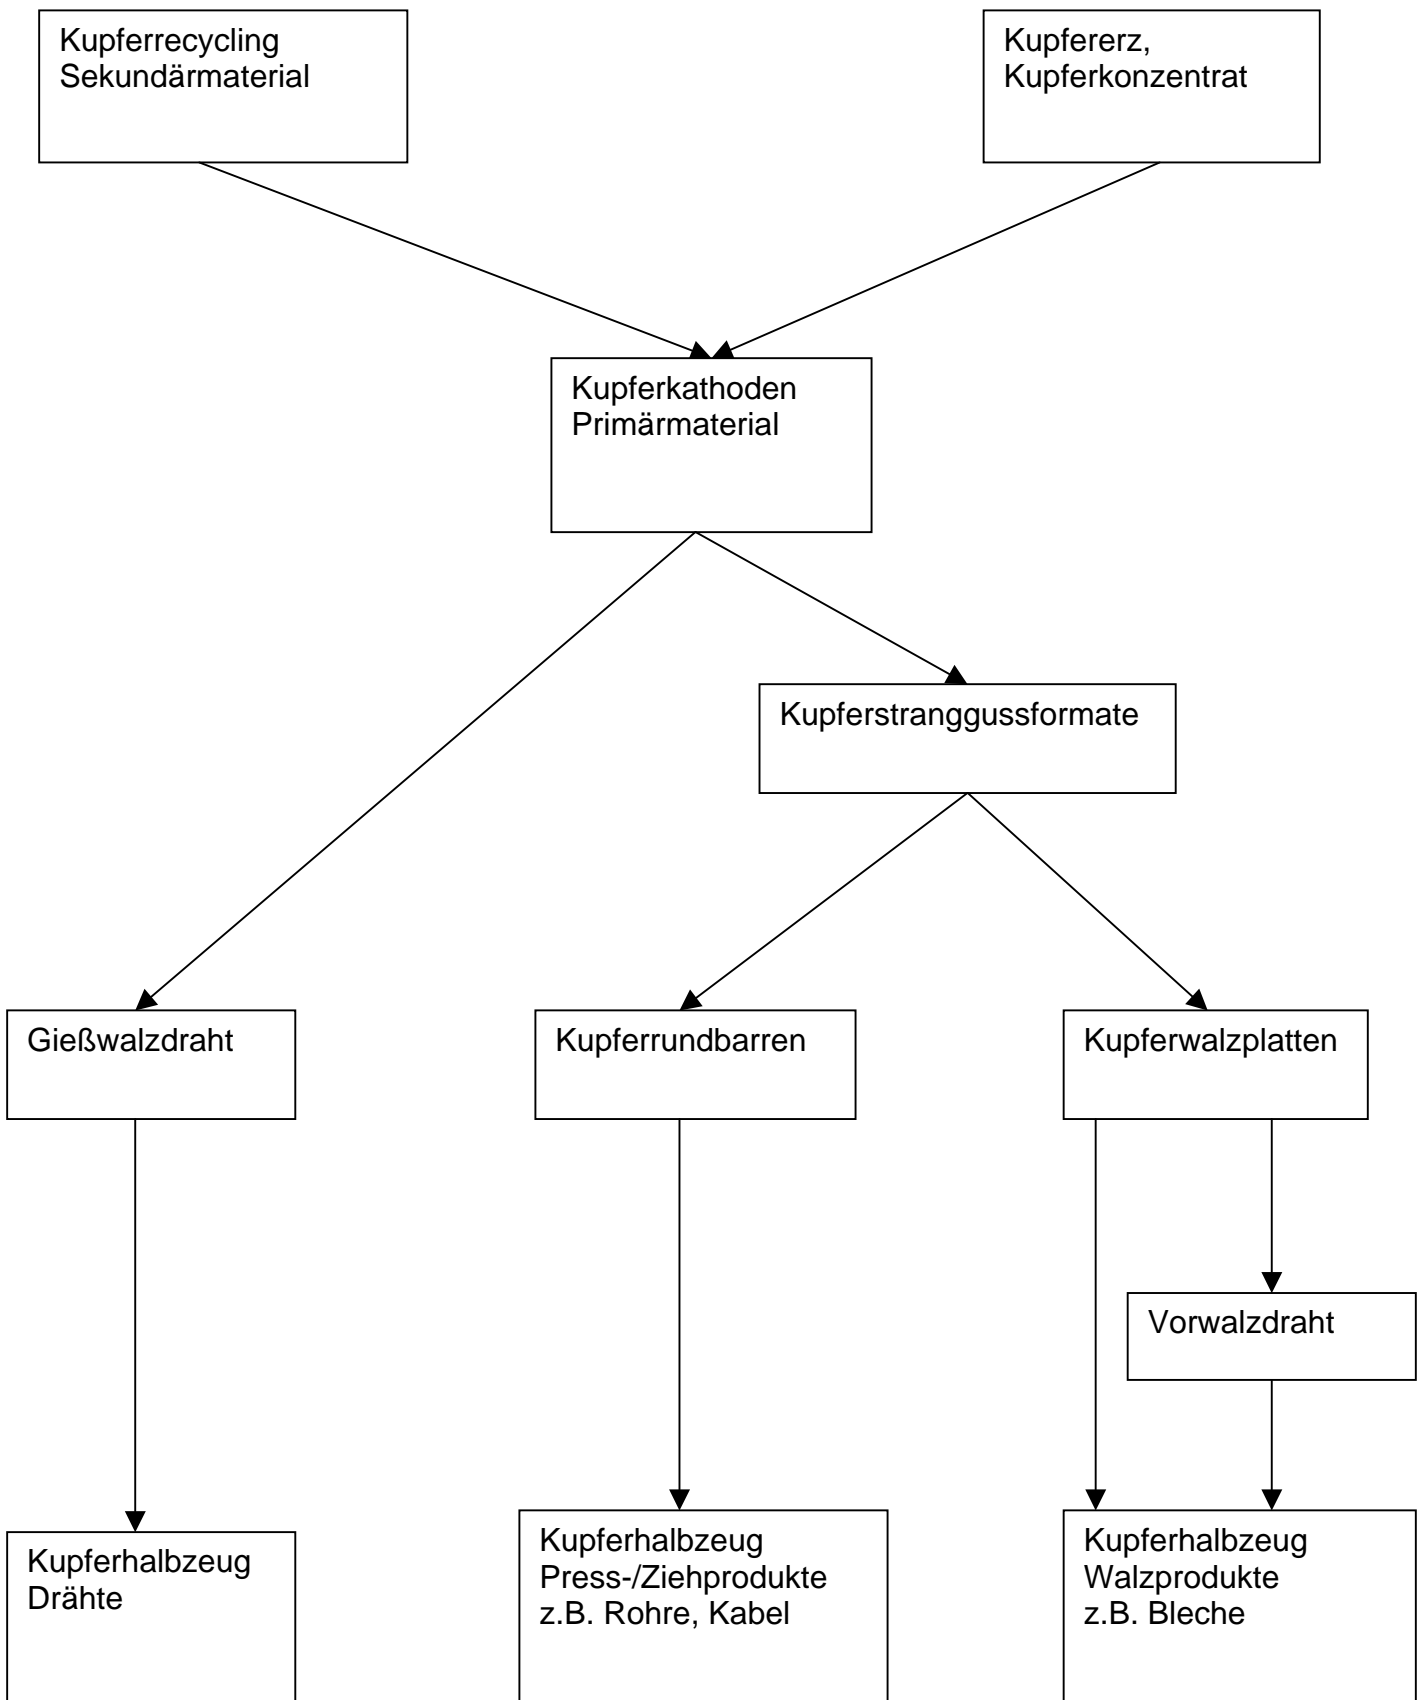 Kupferrecycling
Sekundärmaterial
Kupfererz,
Kupferkonzentrat
Kupferkathoden
Primärmaterial
Kupferstranggussformate
Gießwalzdraht
Kupferrundbarren
Kupferwalzplatten
Vorwalzdraht
Kupferhalbzeug
Drähte
Kupferhalbzeug
Press-/Ziehprodukte
z.B. Rohre, Kabel
Kupferhalbzeug
Walzprodukte
z.B. Bleche